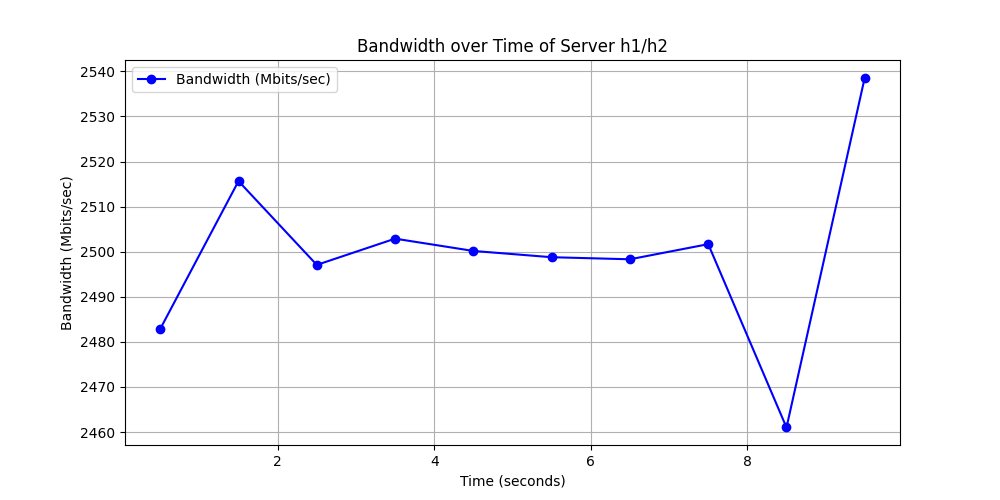 Bandwidth over Time of Server h1/h2
Bandwidth (Mbits/sec)
2540
2530
2520
2510
2500
2490
2480
2470
2460
Bandwidth (Mbits/sec)
2 4 6 8
Time (seconds)